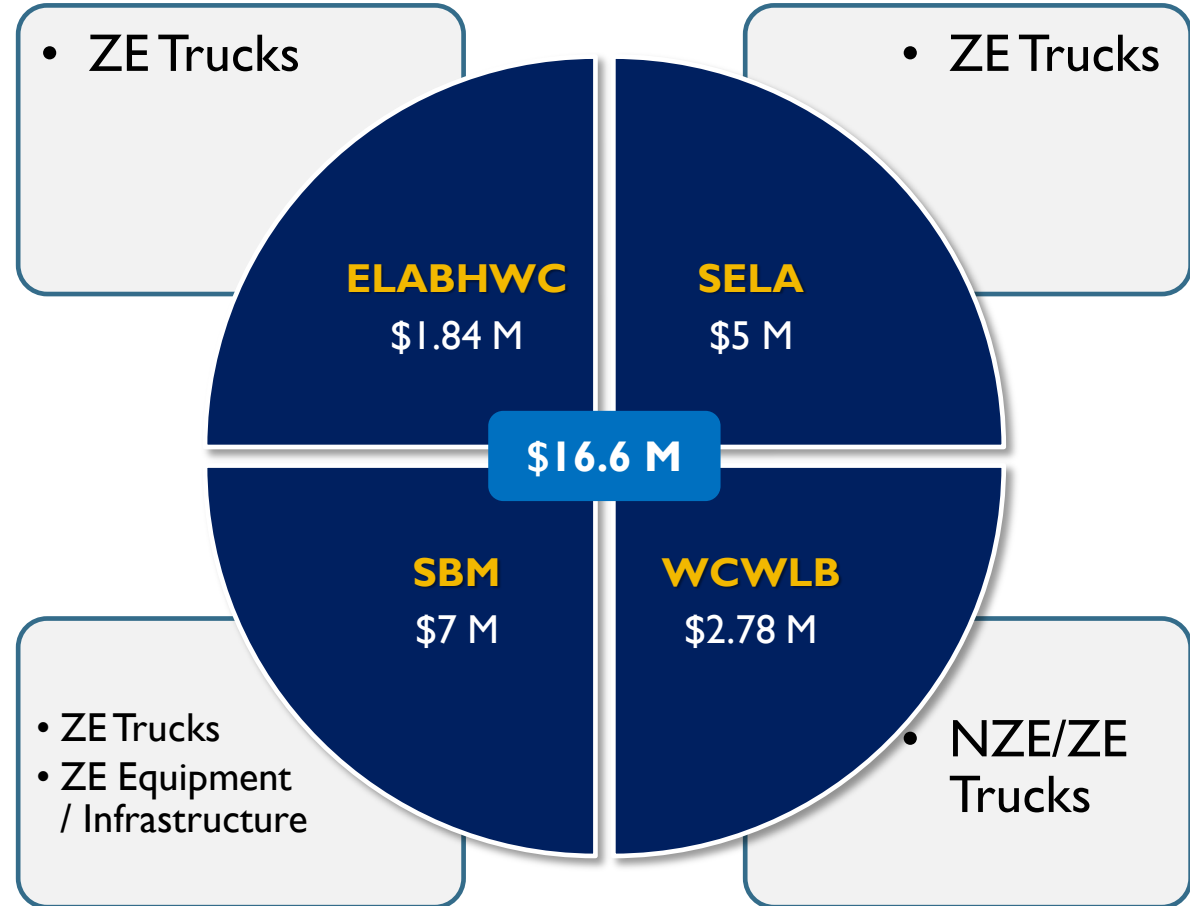 • ZE Trucks
• ZE Trucks
ELABHWC
$1.84 M
SELA
$5 M
$16.6 M
SBM
$7 M
WCWLB
$2.78 M
• ZE Trucks
• ZE Equipment
/ Infrastructure
• NZE/ZE
Trucks